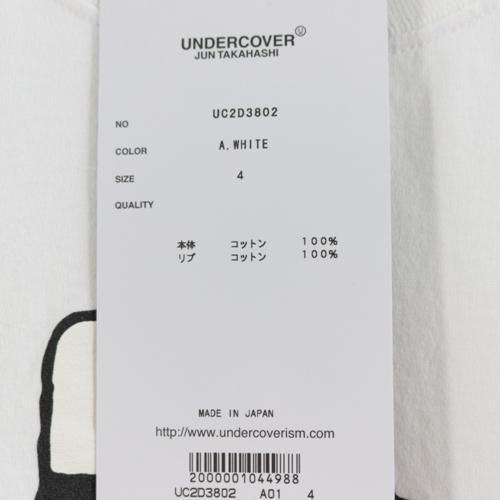 UNDERCOVER Ⓤ
JUN TAKAHASHI
NO UC2D3802
COLOR A.WHITE
SIZE 4
QUALITY
本体 コットン 100%
リブ コットン 100%
MADE IN JAPAN
http://www.undercoverism.com
2000001044988
UC2D3802 A01 4